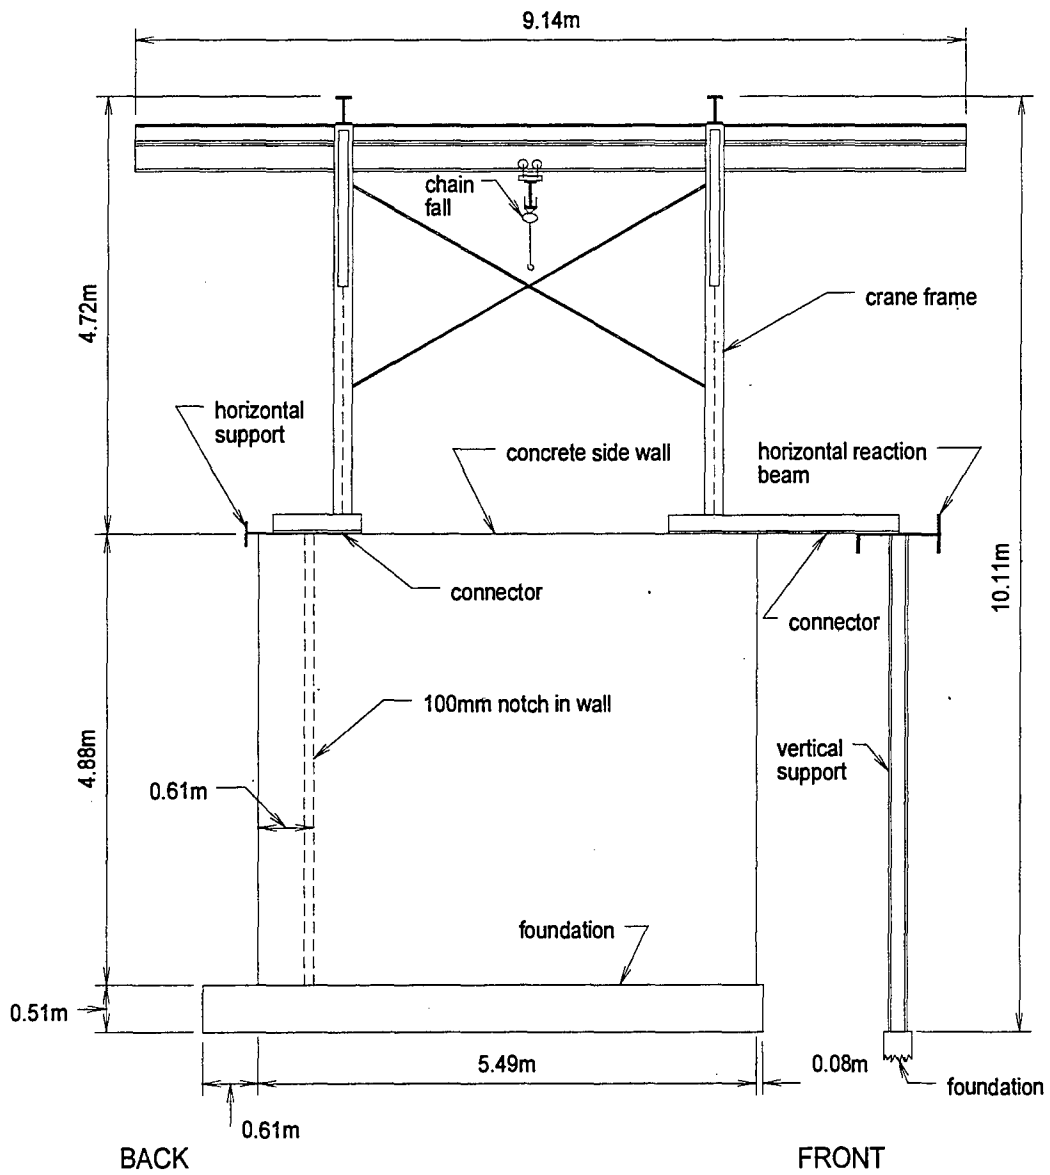 9.14m
chain
fall
4.72m
crane frame
horizontal
support
concrete side wall
horizontal reaction
beam
10.11m
connector
connector
100mm notch in wall
4.88m
vertical
support
0.61m
foundation
0.51m
5.49m
0.08m
foundation
0.61m
BACK
FRONT